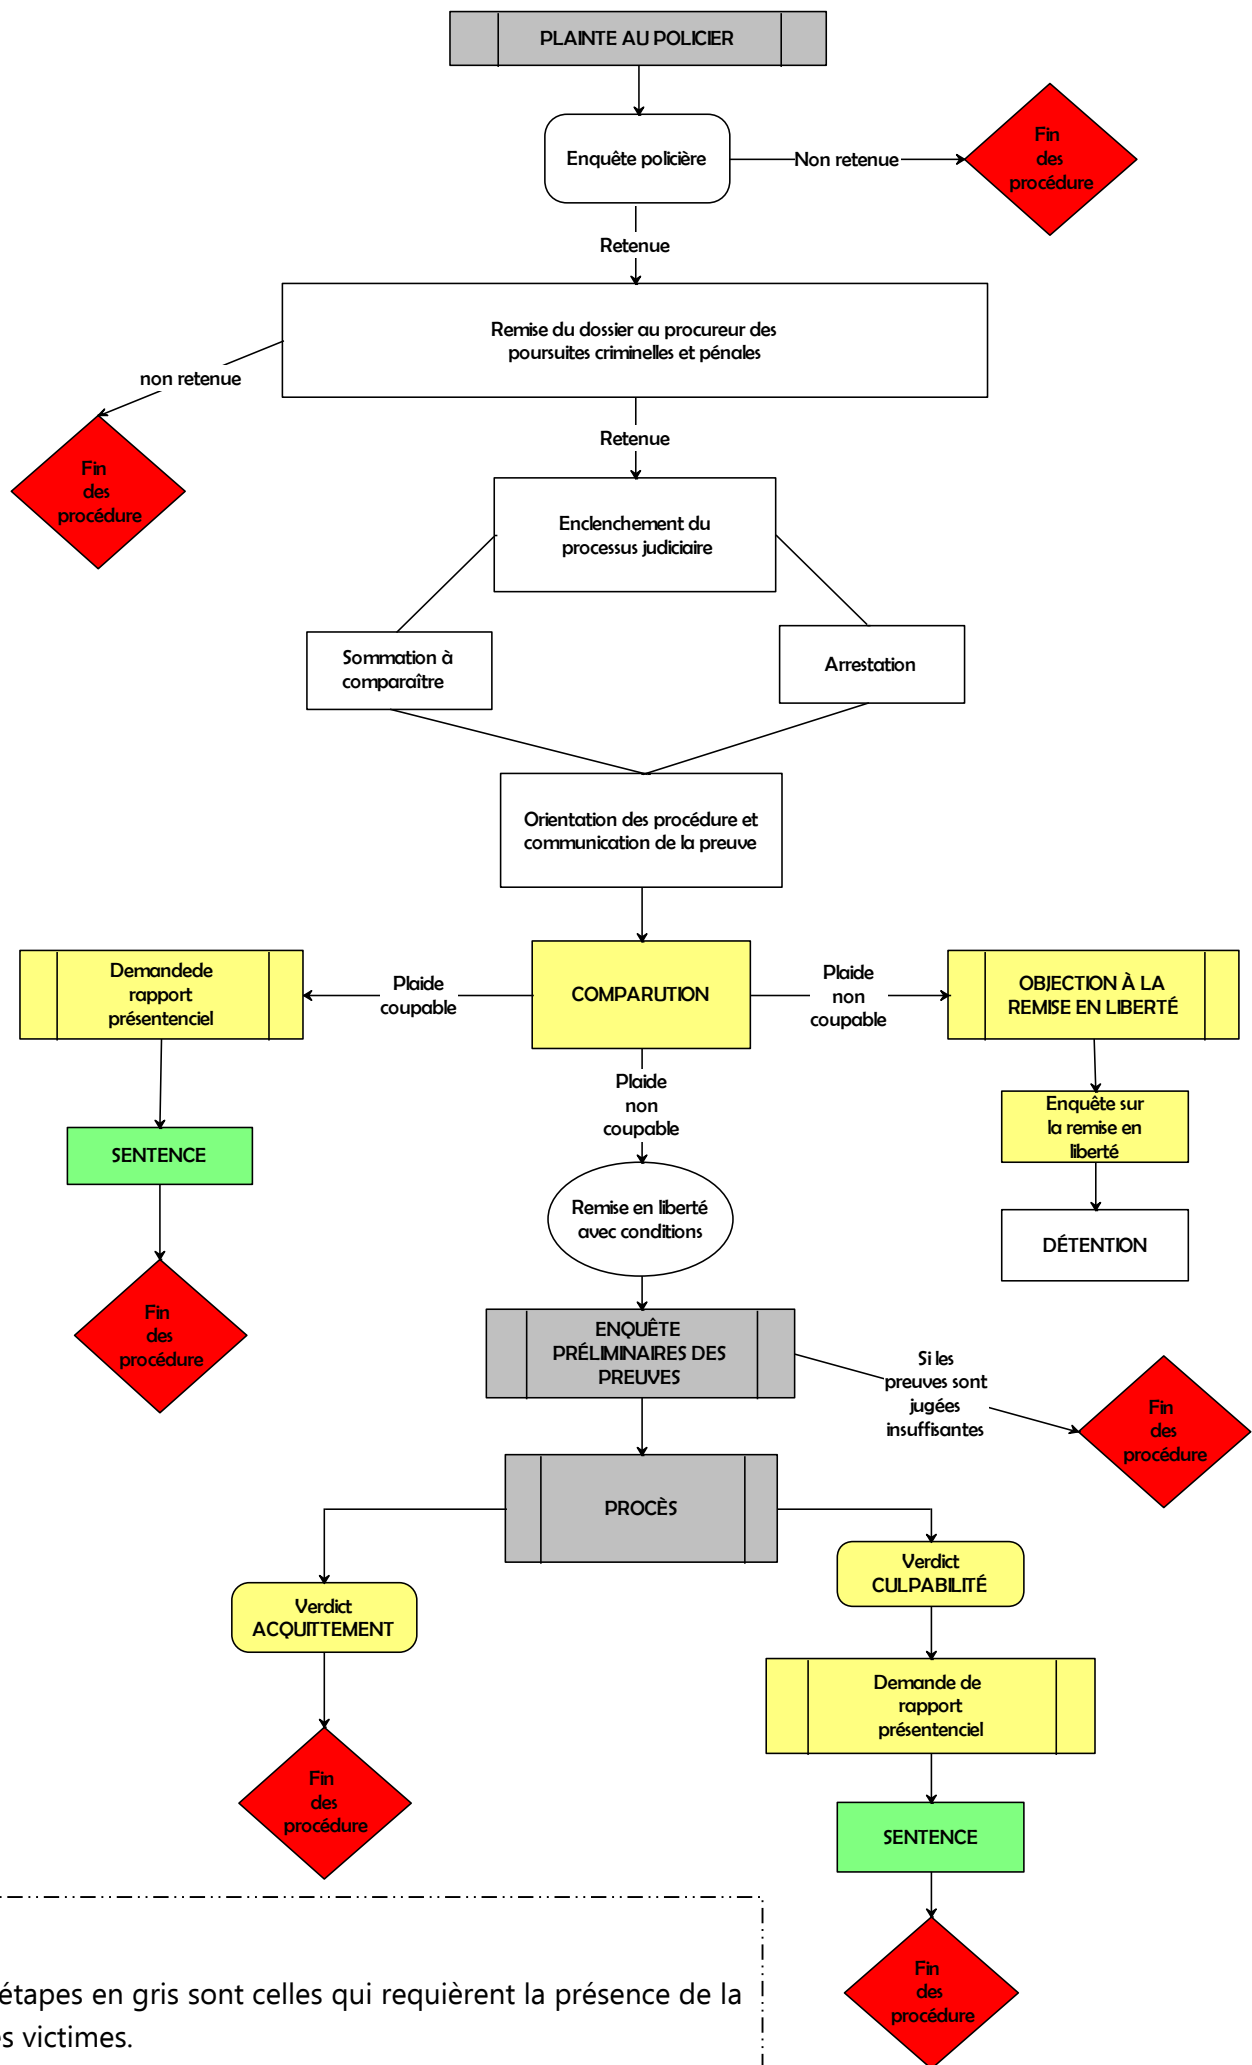 PLAINTE AU POLICIER
Enquête policière
Non retenue
Fin
des
procédure
Retenue
Remise du dossier au procureur des
poursuites criminelles et pénales
non retenue
Fin
des
procédure
Retenue
Enclenchement du
processus judiciaire
Sommation à
comparaître
Arrestation
Orientation des procédure et
communication de la preuve
Demandede
rapport
présentenciel
Plaide
coupable
COMPARUTION
Plaide
non
coupable
OBJECTION À LA
REMISE EN LIBERTÉ
Plaide
non
coupable
Enquête sur
la remise en
liberté
SENTENCE
Remise en liberté
avec conditions
DÉTENTION
Fin
des
procédure
ENQUÊTE
PRÉLIMINAIRES DES
PREUVES
Si les
preuves sont
jugées
insuffisantes
Fin
des
procédure
PROCÈS
Verdict
ACQUITTEMENT
Verdict
CULPABILITÉ
Demande de
rapport
présentenciel
Fin
des
procédure
SENTENCE
Fin
des
procédure
étapes en gris sont celles qui requièrent la présence de la
es victimes.